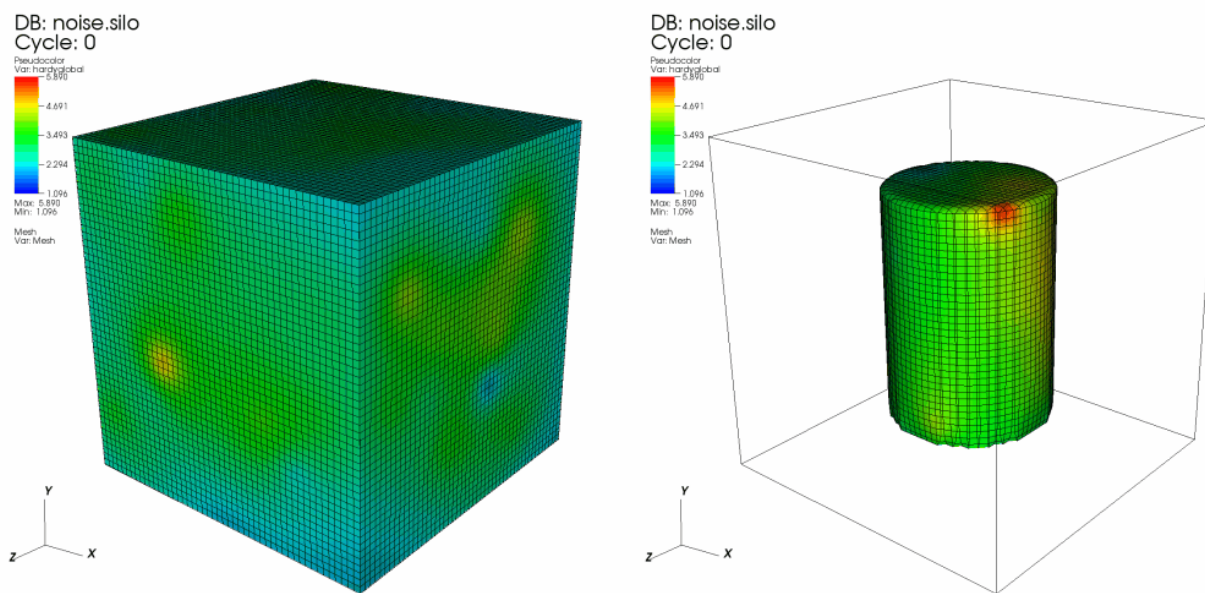 DB: noise.silo
Cycle: 0
Pseudocolor
Var: hardyglobal
5.890
4.691
3.493
2.294
1.096
Max: 5.890
Min: 1.096
Mesh
Var: Mesh
Y
Z
X
DB: noise.silo
Cycle: 0
Pseudocolor
Var: hardyglobal
5.890
4.691
3.493
2.294
1.096
Max: 5.890
Min: 1.096
Mesh
Var: Mesh
Y
Z
X